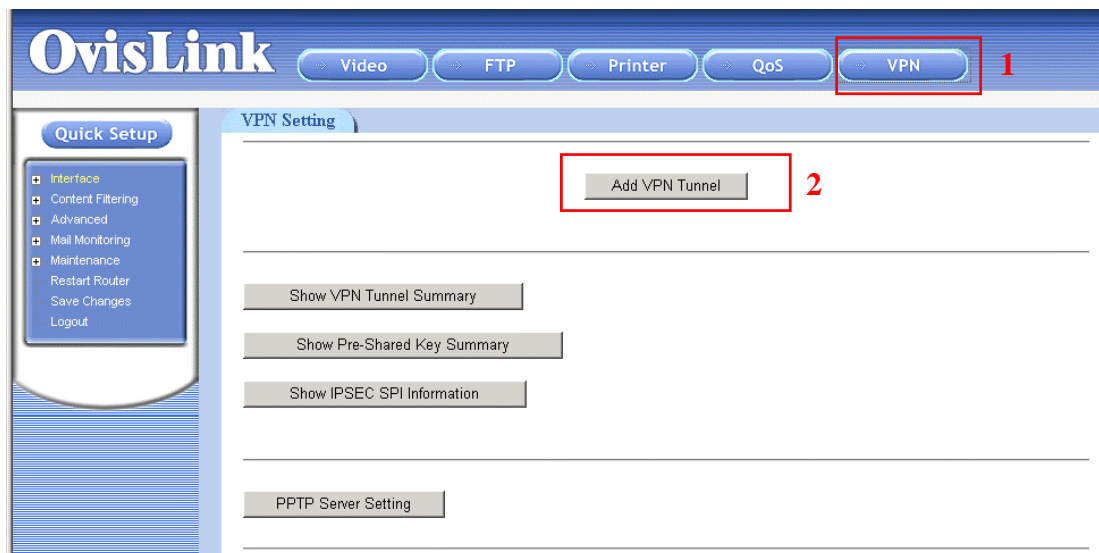 OvisLink
Video FTP Printer QoS VPN 1
Quick Setup
VPN Setting
Interface
Content Filtering
Advanced
Mail Monitoring
Maintenance
Restart Router
Save Changes
Logout
Add VPN Tunnel 2
Show VPN Tunnel Summary
Show Pre-Shared Key Summary
Show IPSEC SPI Information
PPTP Server Setting